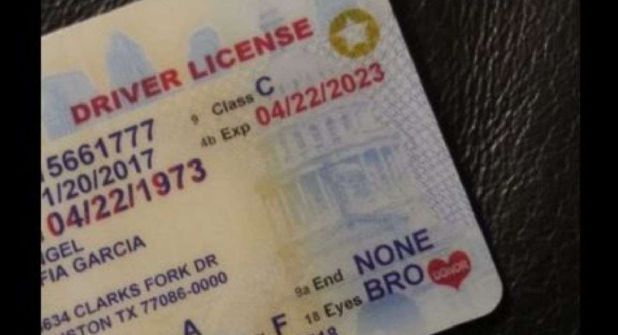 DRIVER LICENSE
9 Class C
4b Exp 04/22/2023
5661777
1/20/2017
04/22/1973
NGEL
FIA GARCIA
634 CLARKS FORK DR
STON TX 77086-0000
9a End NONE
18 Eyes BRO
DONOR
A
F